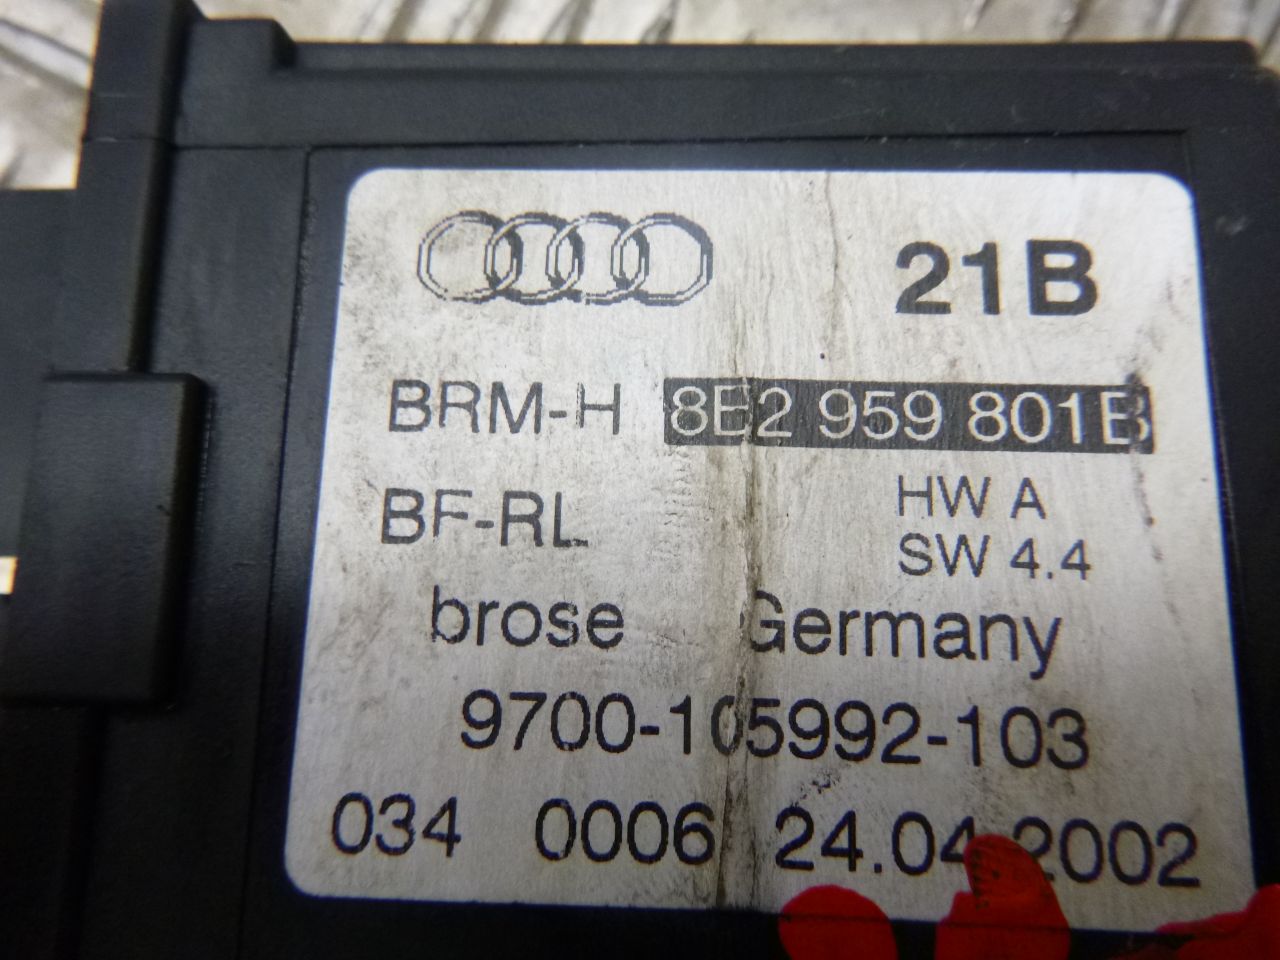 21B
BRM-H 8E2 959 801B
BF-RL HW A
SW 4.4
brose Germany
9700-105992-103
034 0006 24.04.2002